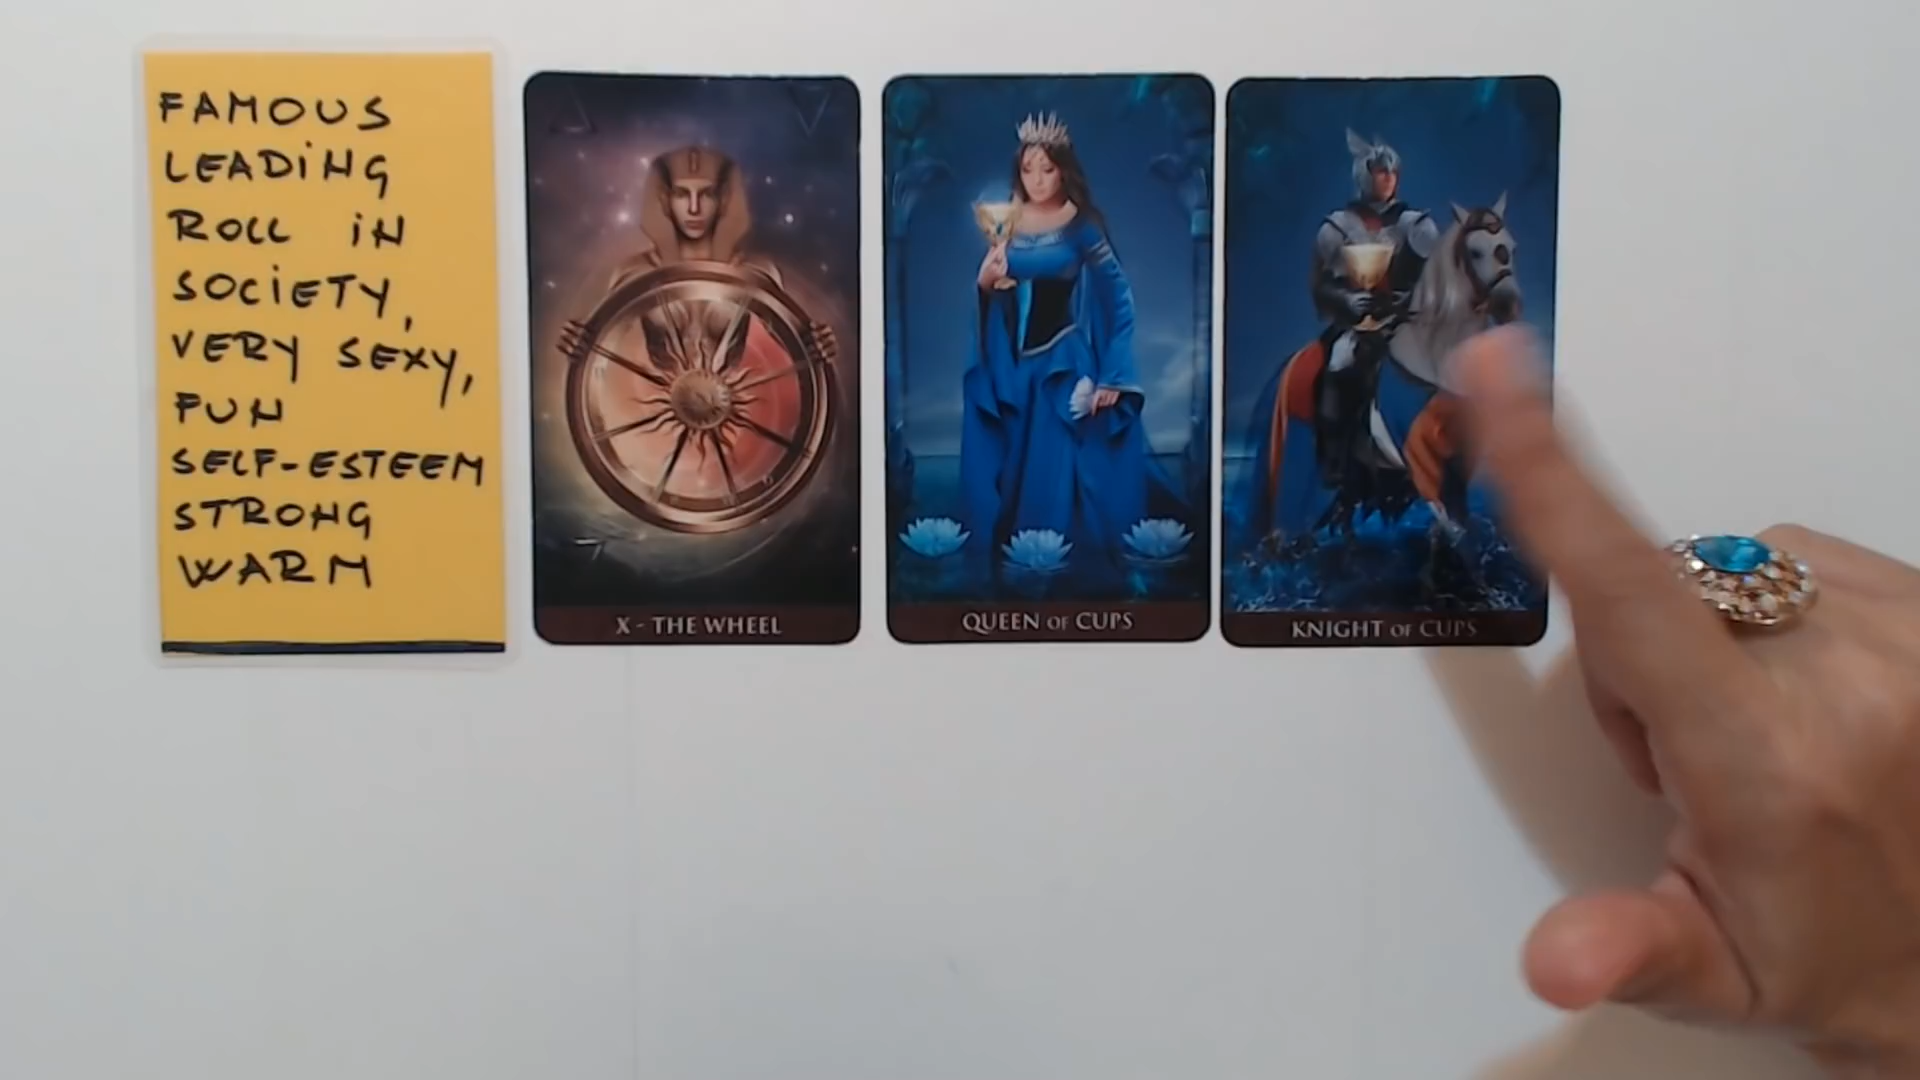 FAMOUS
LEADiNG
ROLL iN
SOCiETY,
VERY SEXY,
FUN
SELF-ESTEEM
STRONG
WARM
X - THE WHEEL
QUEEN OF CUPS
KNIGHT OF CUPS